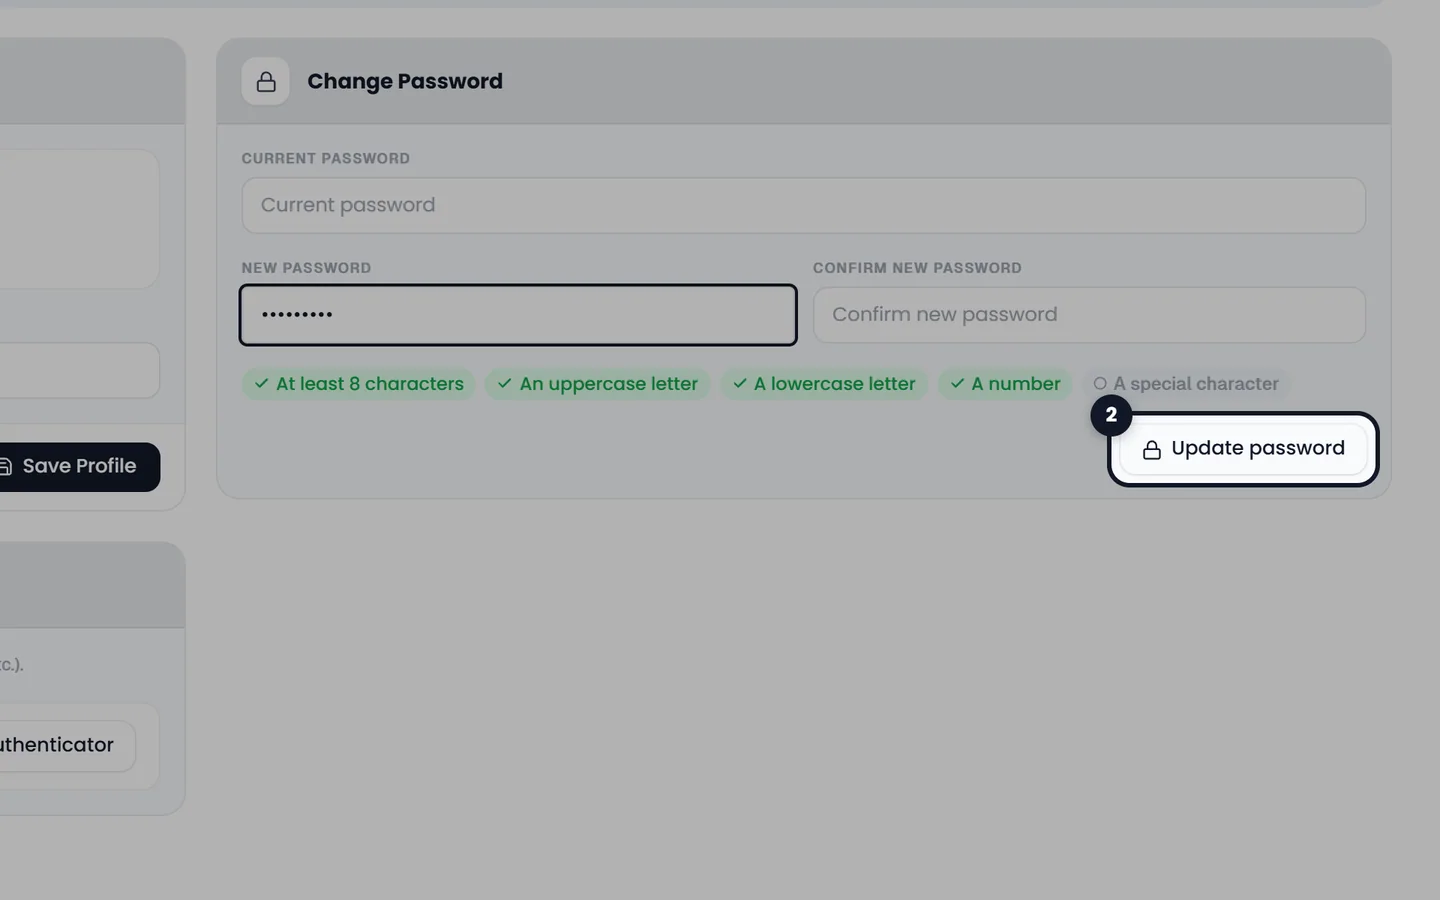 Change Password
CURRENT PASSWORD
Current password
NEW PASSWORD
CONFIRM NEW PASSWORD
•••••••••
Confirm new password
At least 8 characters
An uppercase letter
A lowercase letter
A number
A special character
2
Update password
Save Profile
tc.).
uthenticator